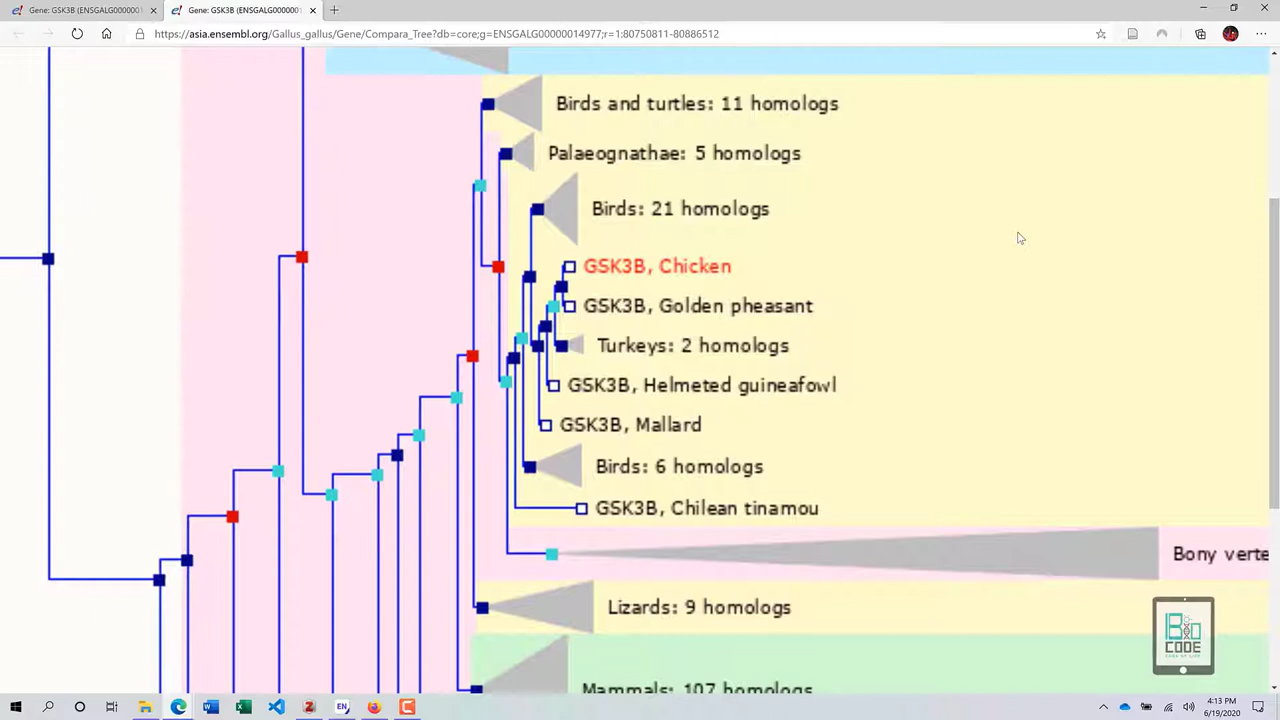 Gene: GSK3B (ENSGALG0000001
Gene: GSK3B (ENSGALG0000001
https://asia.ensembl.org/Gallus_gallus/Gene/Compara_Tree?db=core;g=ENSGALG00000014977;r=1:80750811-80886512
Birds and turtles: 11 homologs
Palaeognathae: 5 homologs
Birds: 21 homologs
GSK3B, Chicken
GSK3B, Golden pheasant
Turkeys: 2 homologs
GSK3B, Helmeted guineafowl
GSK3B, Mallard
Birds: 6 homologs
GSK3B, Chilean tinamou
Bony verte
Lizards: 9 homologs
Mammals: 107 homologs
BioCODE
EN
4:13 PM
6/19/2020